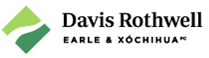 Davis Rothwell
EARLE & XÓCHIHUA PC